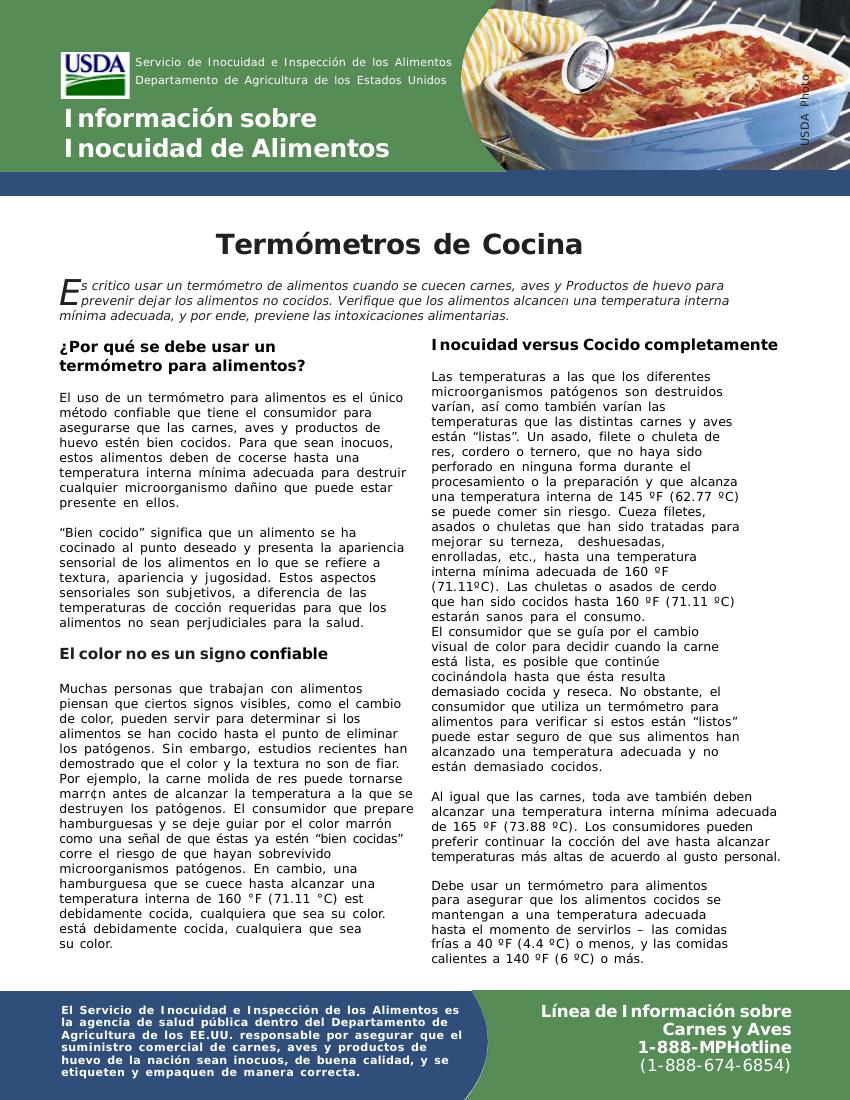 USDA
Servicio de Inocuidad e Inspección de los Alimentos
Departamento de Agricultura de los Estados Unidos
Información sobre
Inocuidad de Alimentos
USDA Photo
Termómetros de Cocina
Es critico usar un termómetro de alimentos cuando se cuecen carnes, aves y Productos de huevo para
prevenir dejar los alimentos no cocidos. Verifique que los alimentos alcancen una temperatura interna
mínima adecuada, y por ende, previene las intoxicaciones alimentarias.
¿Por qué se debe usar un
termómetro para alimentos?
El uso de un termómetro para alimentos es el único
método confiable que tiene el consumidor para
asegurarse que las carnes, aves y productos de
huevo estén bien cocidos. Para que sean inocuos,
estos alimentos deben de cocerse hasta una
temperatura interna mínima adecuada para destruir
cualquier microorganismo dañino que puede estar
presente en ellos.
“Bien cocido” significa que un alimento se ha
cocinado al punto deseado y presenta la apariencia
sensorial de los alimentos en lo que se refiere a
textura, apariencia y jugosidad. Estos aspectos
sensoriales son subjetivos, a diferencia de las
temperaturas de cocción requeridas para que los
alimentos no sean perjudiciales para la salud.
El color no es un signo confiable
Muchas personas que trabajan con alimentos
piensan que ciertos signos visibles, como el cambio
de color, pueden servir para determinar si los
alimentos se han cocido hasta el punto de eliminar
los patógenos. Sin embargo, estudios recientes han
demostrado que el color y la textura no son de fiar.
Por ejemplo, la carne molida de res puede tornarse
marr¢n antes de alcanzar la temperatura a la que se
destruyen los patógenos. El consumidor que prepare
hamburguesas y se deje guiar por el color marrón
como una señal de que éstas ya estén “bien cocidas”
corre el riesgo de que hayan sobrevivido
microorganismos patógenos. En cambio, una
hamburguesa que se cuece hasta alcanzar una
temperatura interna de 160 °F (71.11 °C) est
debidamente cocida, cualquiera que sea su color.
está debidamente cocida, cualquiera que sea
su color.
Inocuidad versus Cocido completamente
Las temperaturas a las que los diferentes
microorganismos patógenos son destruidos
varían, así como también varían las
temperaturas que las distintas carnes y aves
están “listas”. Un asado, filete o chuleta de
res, cordero o ternero, que no haya sido
perforado en ninguna forma durante el
procesamiento o la preparación y que alcanza
una temperatura interna de 145 ºF (62.77 ºC)
se puede comer sin riesgo. Cueza filetes,
asados o chuletas que han sido tratadas para
mejorar su terneza, deshuesadas,
enrolladas, etc., hasta una temperatura
interna mínima adecuada de 160 ºF
(71.11ºC). Las chuletas o asados de cerdo
que han sido cocidos hasta 160 ºF (71.11 ºC)
estarán sanos para el consumo.
El consumidor que se guía por el cambio
visual de color para decidir cuando la carne
está lista, es posible que continúe
cocinándola hasta que ésta resulta
demasiado cocida y reseca. No obstante, el
consumidor que utiliza un termómetro para
alimentos para verificar si estos están “listos”
puede estar seguro de que sus alimentos han
alcanzado una temperatura adecuada y no
están demasiado cocidos.
Al igual que las carnes, toda ave también deben
alcanzar una temperatura interna mínima adecuada
de 165 ºF (73.88 ºC). Los consumidores pueden
preferir continuar la cocción del ave hasta alcanzar
temperaturas más altas de acuerdo al gusto personal.
Debe usar un termómetro para alimentos
para asegurar que los alimentos cocidos se
mantengan a una temperatura adecuada
hasta el momento de servirlos – las comidas
frías a 40 ºF (4.4 ºC) o menos, y las comidas
calientes a 140 ºF (6 ºC) o más.
El Servicio de Inocuidad e Inspección de los Alimentos es
la agencia de salud pública dentro del Departamento de
Agricultura de los EE.UU. responsable por asegurar que el
suministro comercial de carnes, aves y productos de
huevo de la nación sean inocuos, de buena calidad, y se
etiqueten y empaquen de manera correcta.
Línea de Información sobre
Carnes y Aves
1-888-MPHotline
(1-888-674-6854)